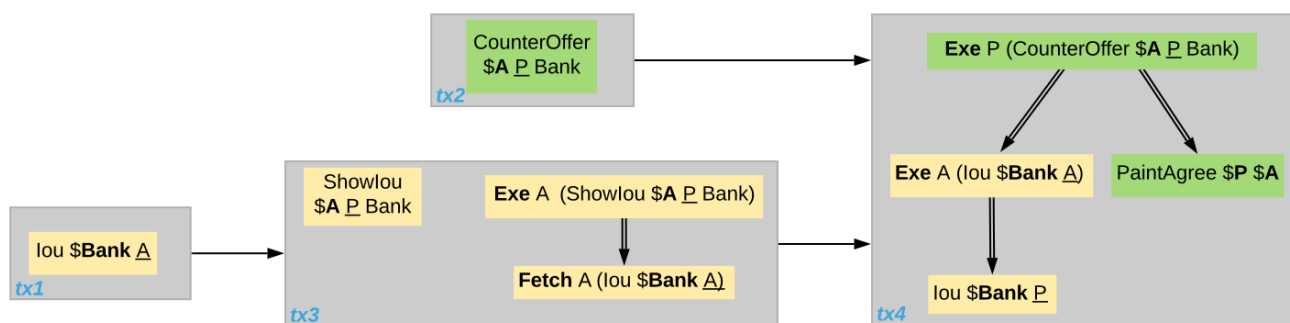 CounterOffer
$A P Bank
tx2
Exe P (CounterOffer $A P Bank)
Exe A (Iou $Bank A)
PaintAgree $P $A
Iou $Bank P
tx4
ShowIou
$A P Bank
Exe A (ShowIou $A P Bank)
Fetch A (Iou $Bank A)
tx3
Iou $Bank A
tx1